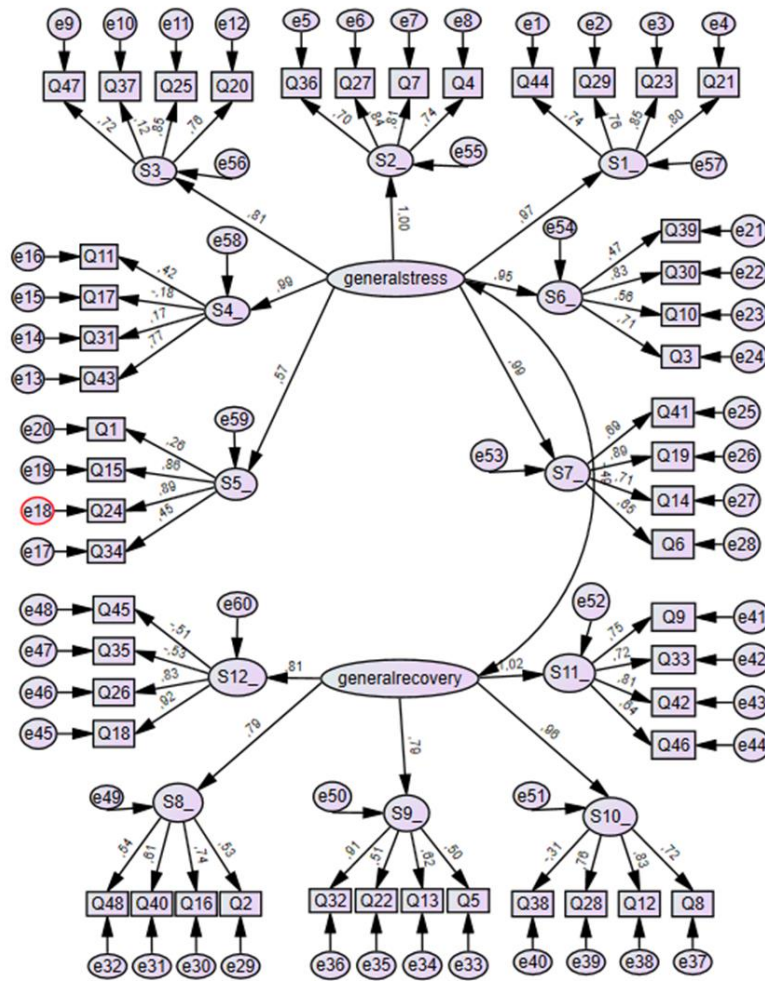 e9 e10 e11 e12 e5 e6 e7 e8 e1 e2 e3 e4
Q47 Q37 Q25 Q20 Q36 Q27 Q7 Q4 Q44 Q29 Q23 Q21
,72 ,12 ,85 ,76 ,70 ,84 ,81 ,74 ,74 ,76 ,85 ,80
S3_ e56 S2_ e55 S1_ e57
,81 1,00 ,97
e58 e54
e16 Q11 ,42 ,47 Q39 e21
e15 Q17 -,18 S4_ ,99 generalstress ,95 S6_ ,83 Q30 e22
e14 Q31 ,17 ,56 Q10 e23
e13 Q43 ,77 ,71 Q3 e24
,57 ,99
e59 e53
e20 Q1 ,26 ,69 Q41 e25
e19 Q15 ,86 S5_ S7_ ,89 Q19 e26
e18 Q24 ,89 ,71 Q14 e27
e17 Q34 ,45 ,65 Q6 e28
e60 e52
e48 Q45 -,51 ,75 Q9 e41
e47 Q35 -,53 S12_ ,81 generalrecovery 1,02 S11_ ,72 Q33 e42
e46 Q26 ,83 ,81 Q42 e43
e45 Q18 ,92 ,64 Q46 e44
,79 ,79 ,96
e49 S8_ e50 S9_ e51 S10_
,54 ,61 ,74 ,53 ,91 ,51 ,62 ,50 -,31 ,76 ,83 ,72
Q48 Q40 Q16 Q2 Q32 Q22 Q13 Q5 Q38 Q28 Q12 Q8
e32 e31 e30 e29 e36 e35 e34 e33 e40 e39 e38 e37